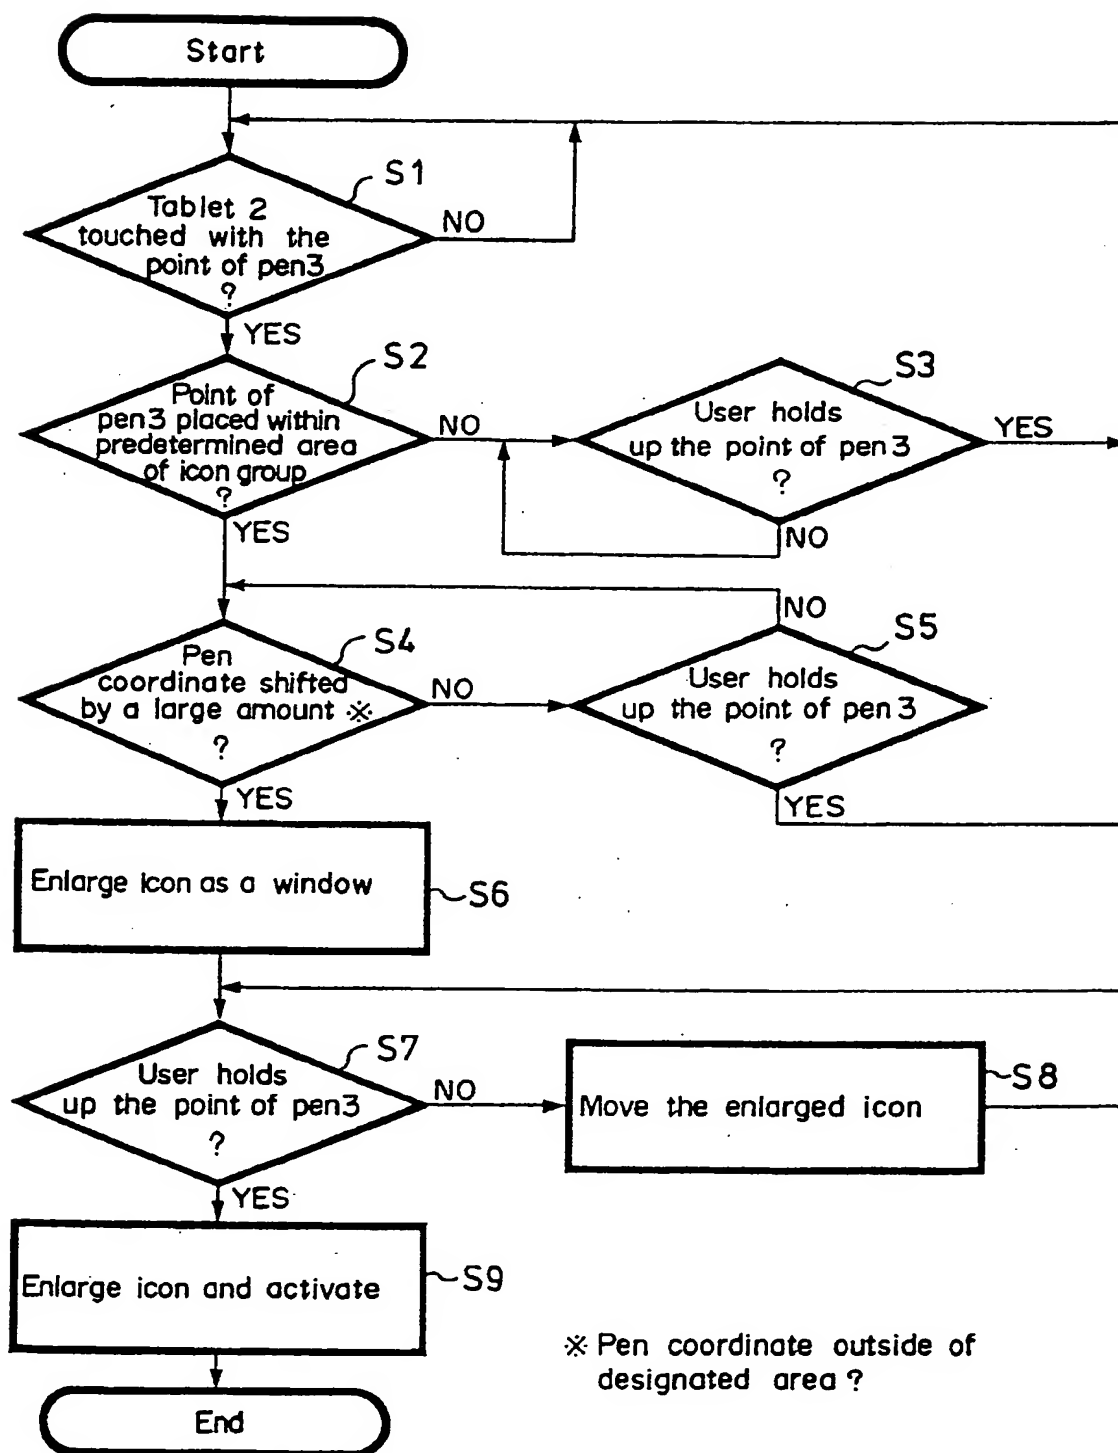 Start
S1
Tablet 2
touched with the
point of pen3
?
NO
YES
S2
Point of
pen3 placed within
predetermined area
of icon group
?
NO
YES
S3
User holds
up the point of pen 3
?
YES
NO
S4
Pen
coordinate shifted
by a large amount ※
?
NO
YES
NO
S5
User holds
up the point of pen 3
?
YES
Enlarge icon as a window
S6
S7
User holds
up the point of pen3
?
NO
YES
Move the enlarged icon
S8
Enlarge icon and activate
S9
※ Pen coordinate outside of
designated area ?
End